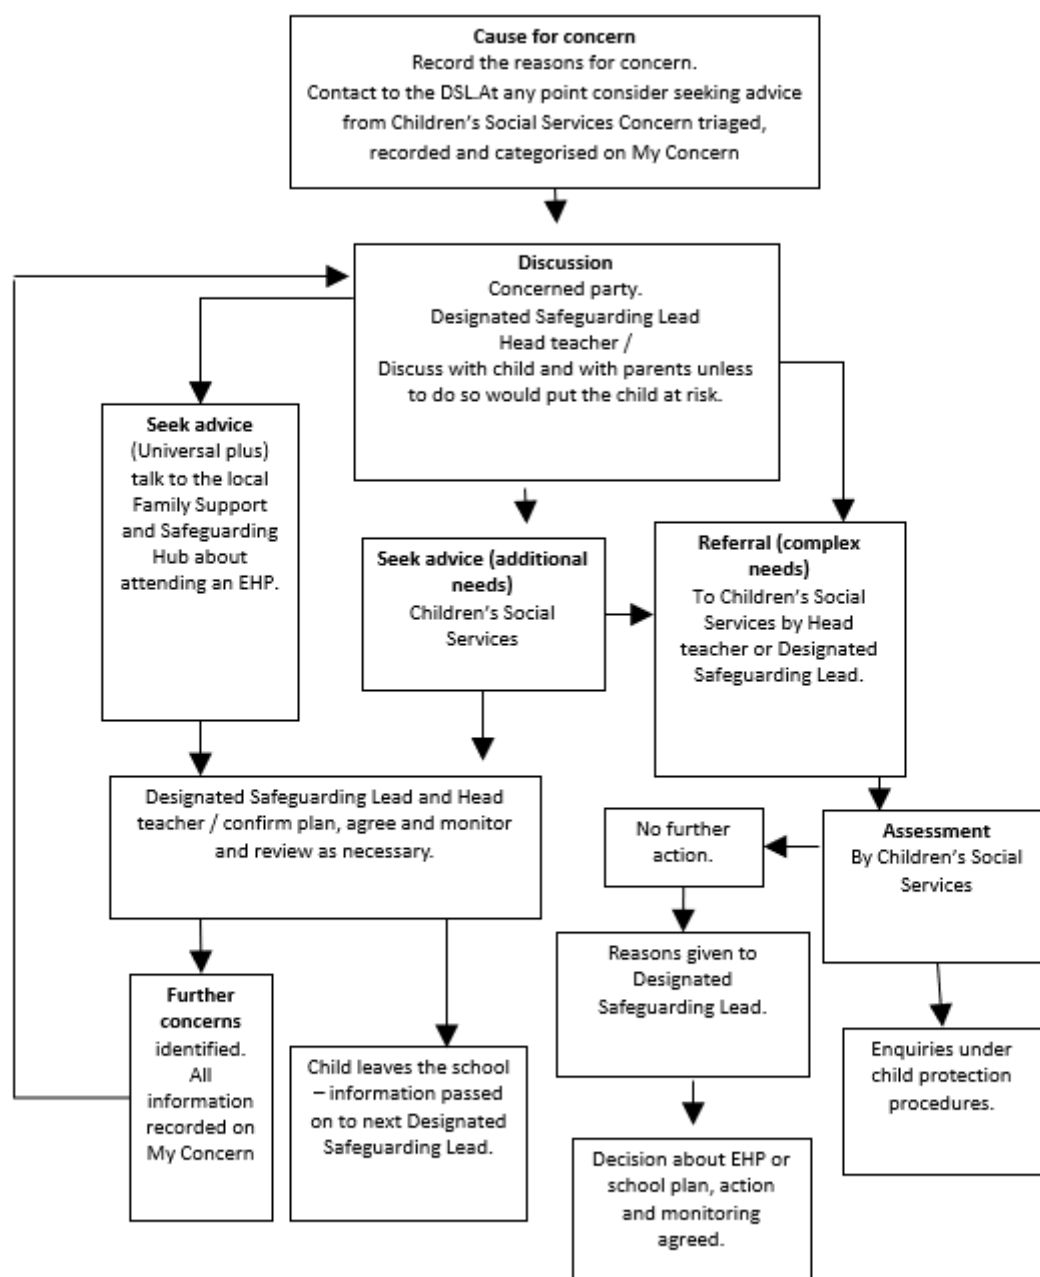 Cause for concern
Record the reasons for concern.
Contact to the DSL.At any point consider seeking advice
from Children's Social Services Concern triaged,
recorded and categorised on My Concern
Discussion
Concerned party.
Designated Safeguarding Lead
Head teacher /
Discuss with child and with parents unless
to do so would put the child at risk.
Seek advice
(Universal plus)
talk to the local
Family Support
and Safeguarding
Hub about
attending an EHP.
Seek advice (additional
needs)
Children's Social
Services
Referral (complex
needs)
To Children's Social
Services by Head
teacher or Designated
Safeguarding Lead.
Designated Safeguarding Lead and Head
teacher / confirm plan, agree and monitor
and review as necessary.
No further
action.
Assessment
By Children's Social
Services
Reasons given to
Designated
Safeguarding Lead.
Further
concerns
identified.
All
information
recorded on
My Concern
Child leaves the school
– information passed
on to next Designated
Safeguarding Lead.
Enquiries under
child protection
procedures.
Decision about EHP or
school plan, action
and monitoring
agreed.